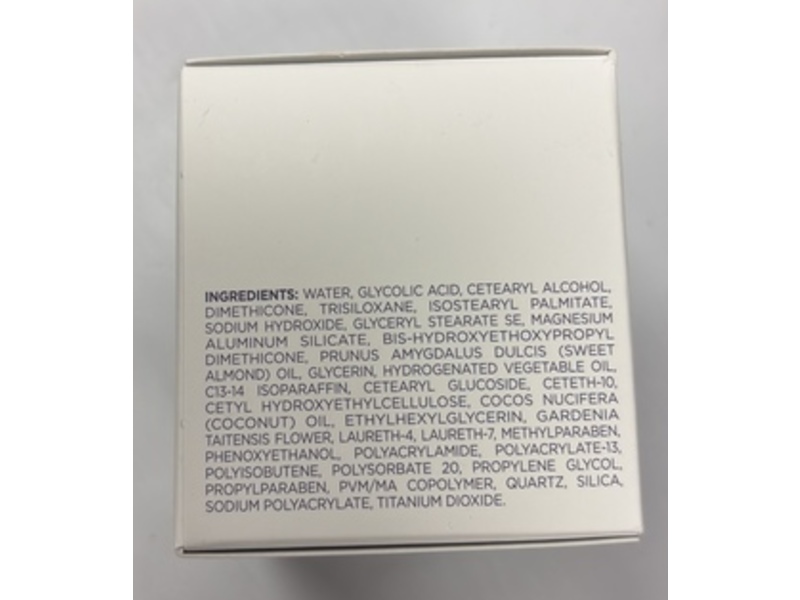 INGREDIENTS: WATER, GLYCOLIC ACID, CETEARYL ALCOHOL,
DIMETHICONE, TRISILOXANE, ISOSTEARYL PALMITATE,
SODIUM HYDROXIDE, GLYCERYL STEARATE SE, MAGNESIUM
ALUMINUM SILICATE, BIS-HYDROXYETHOXYPROPYL
DIMETHICONE, PRUNUS AMYGDALUS DULCIS (SWEET
ALMOND) OIL, GLYCERIN, HYDROGENATED VEGETABLE OIL,
C13-14 ISOPARAFFIN, CETEARYL GLUCOSIDE, CETETH-10,
CETYL HYDROXYETHYLCELLULOSE, COCOS NUCIFERA
(COCONUT) OIL, ETHYLHEXYLGLYCERIN, GARDENIA
TAITENSIS FLOWER, LAURETH-4, LAURETH-7, METHYLPARABEN,
PHENOXYETHANOL, POLYACRYLAMIDE, POLYACRYLATE-13,
POLYISOBUTENE, POLYSORBATE 20, PROPYLENE GLYCOL,
PROPYLPARABEN, PVM/MA COPOLYMER, QUARTZ, SILICA,
SODIUM POLYACRYLATE, TITANIUM DIOXIDE.